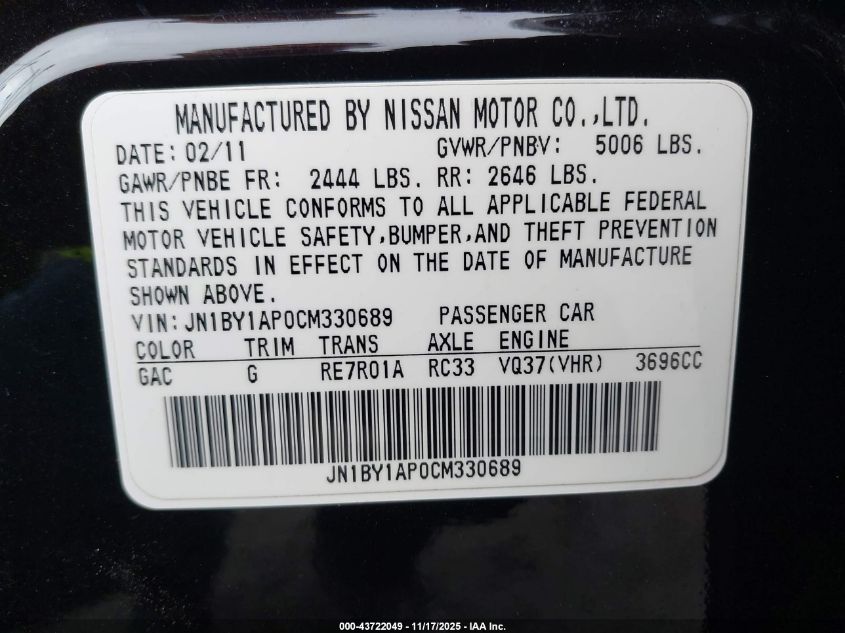 MANUFACTURED BY NISSAN MOTOR CO.,LTD.
DATE: 02/11 GVWR/PNBV: 5006 LBS.
GAWR/PNBE FR: 2444 LBS. RR: 2646 LBS.
THIS VEHICLE CONFORMS TO ALL APPLICABLE FEDERAL
MOTOR VEHICLE SAFETY,BUMPER,AND THEFT PREVENTION
STANDARDS IN EFFECT ON THE DATE OF MANUFACTURE
SHOWN ABOVE.
VIN: JN1BY1AP0CM330689 PASSENGER CAR
COLOR TRIM TRANS AXLE ENGINE
GAC G RE7R01A RC33 VQ37(VHR) 3696CC
JN1BY1AP0CM330689
000-43722049 - 11/17/2025 - IAA Inc.